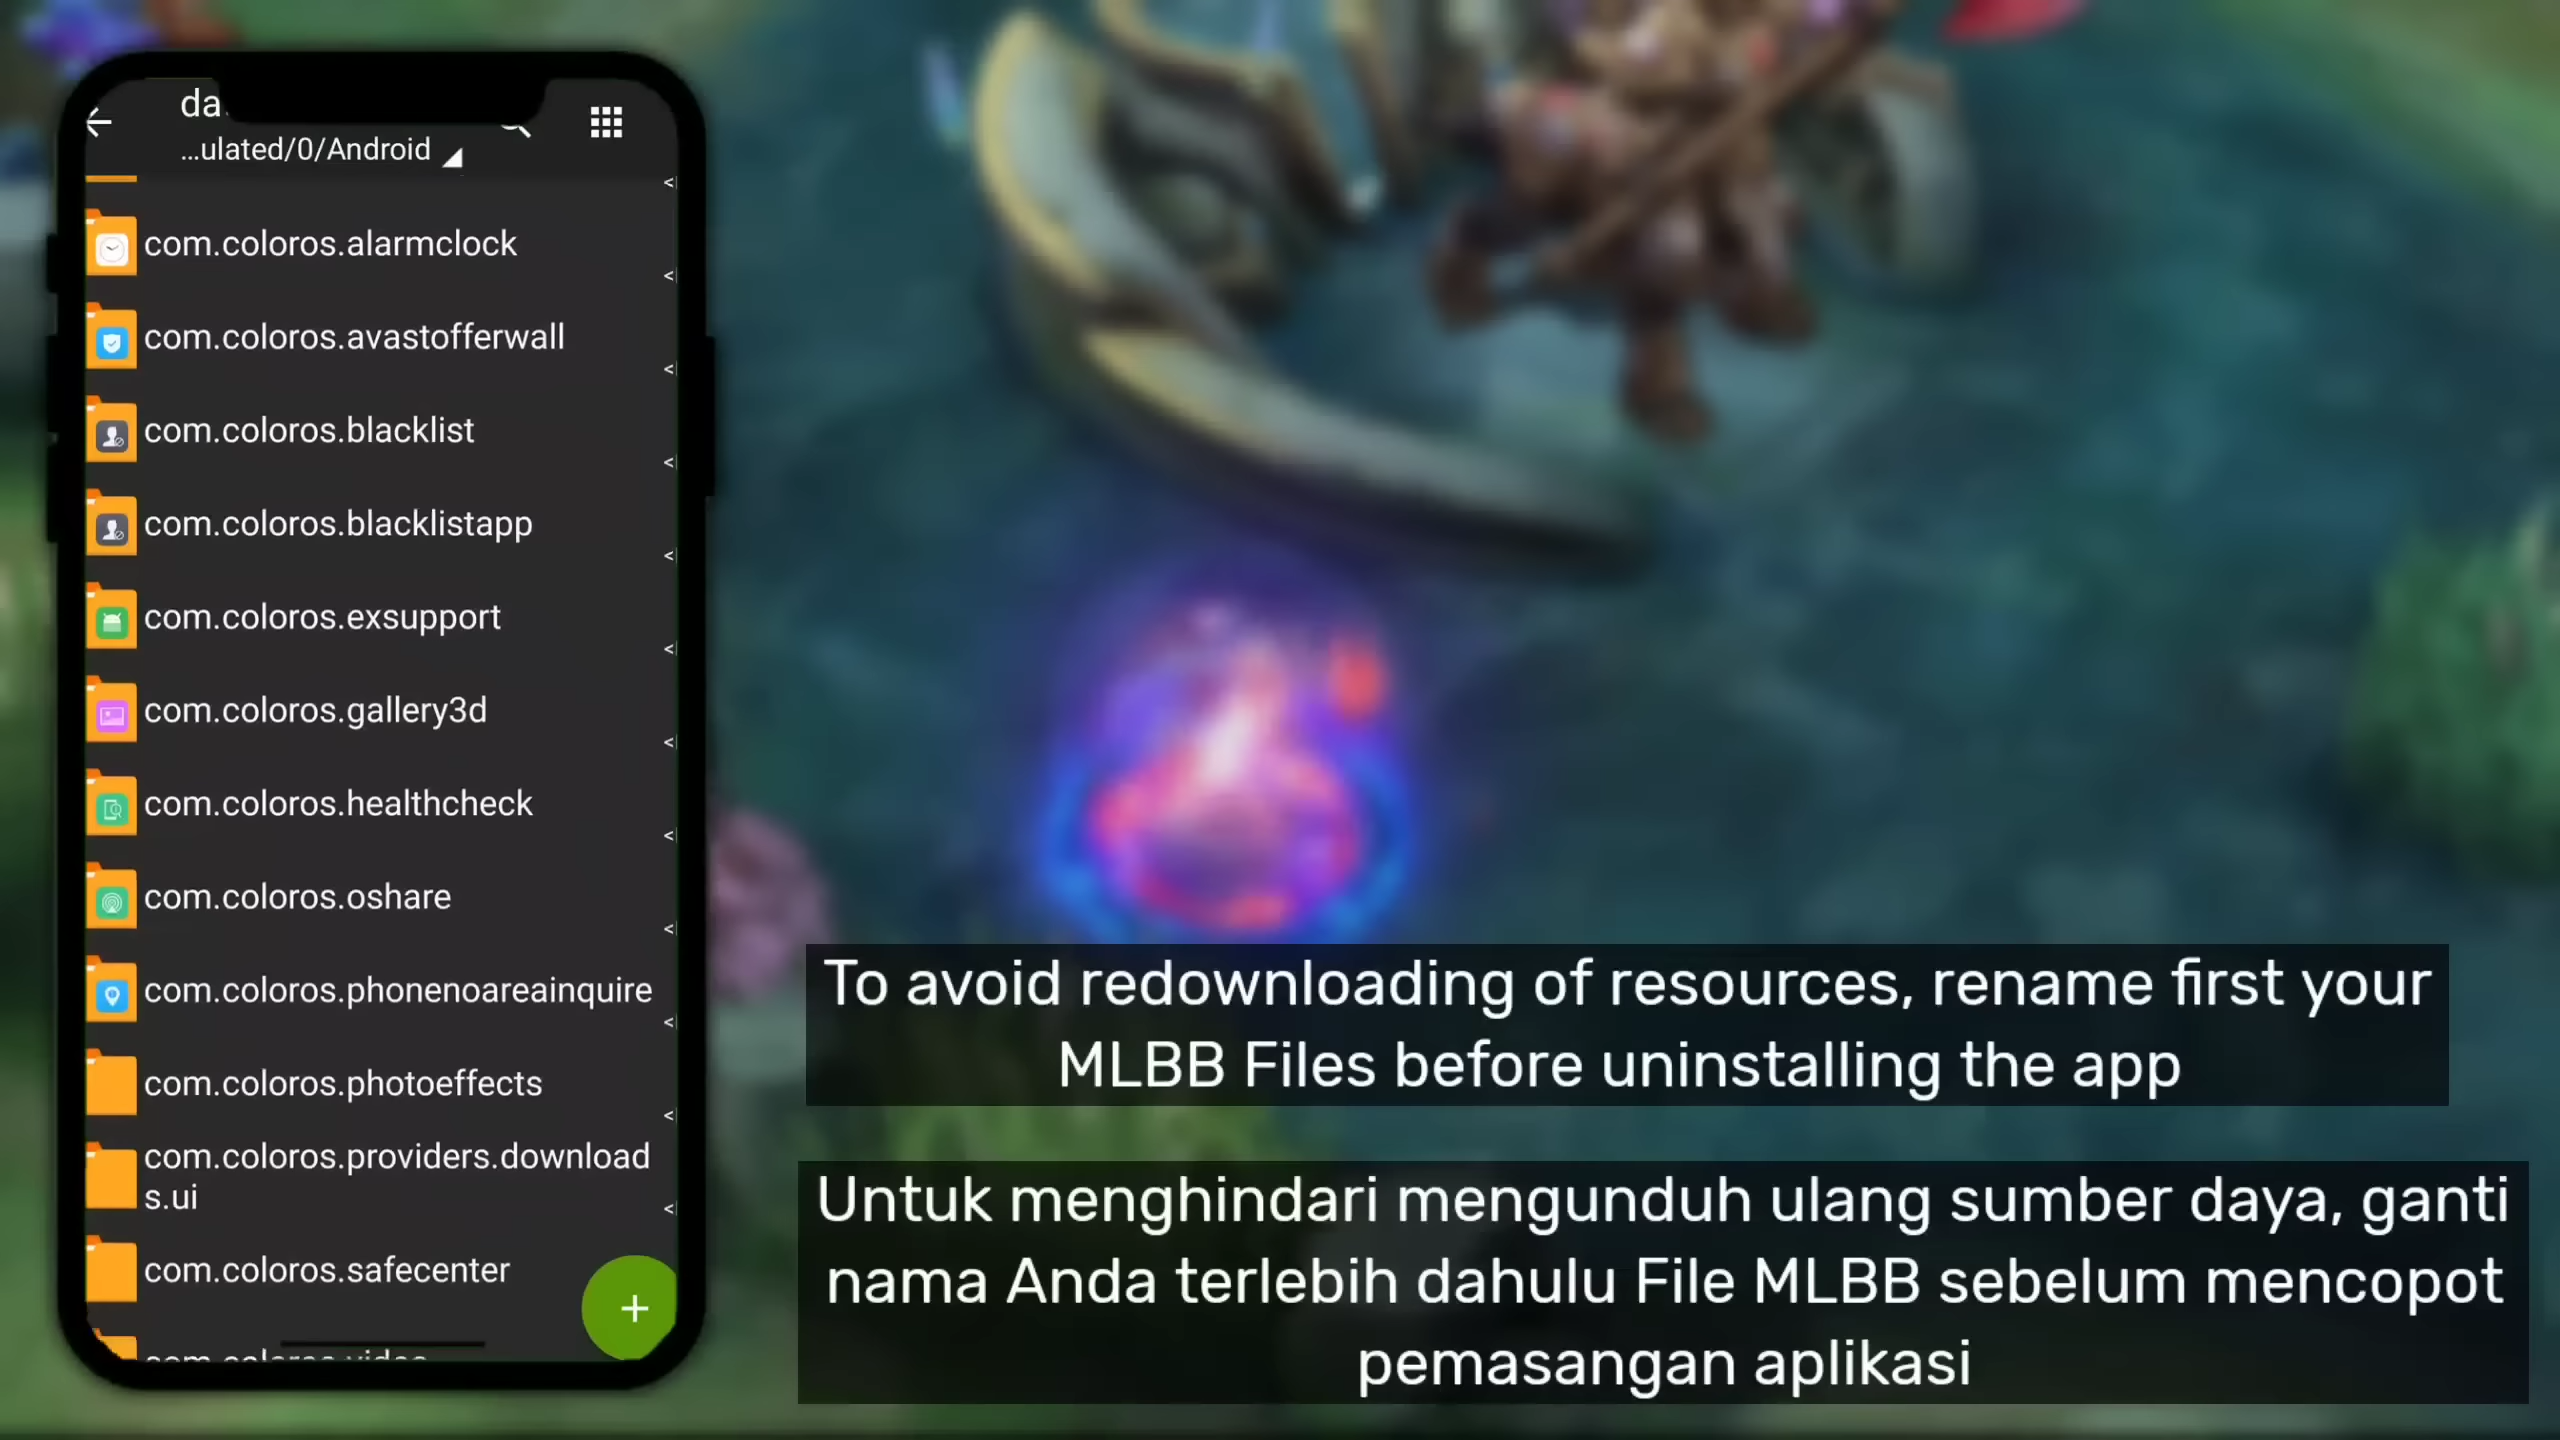 da
...ulated/0/Android
com.coloros.alarmclock
com.coloros.avastofferwall
com.coloros.blacklist
com.coloros.blacklistapp
com.coloros.exsupport
com.coloros.gallery3d
com.coloros.healthcheck
com.coloros.oshare
com.coloros.phonenoareainquire
com.coloros.photoeffects
com.coloros.providers.download
s.ui
com.coloros.safecenter
com.coloros.video
To avoid redownloading of resources, rename first your
MLBB Files before uninstalling the app
Untuk menghindari mengunduh ulang sumber daya, ganti
nama Anda terlebih dahulu File MLBB sebelum mencopot
pemasangan aplikasi